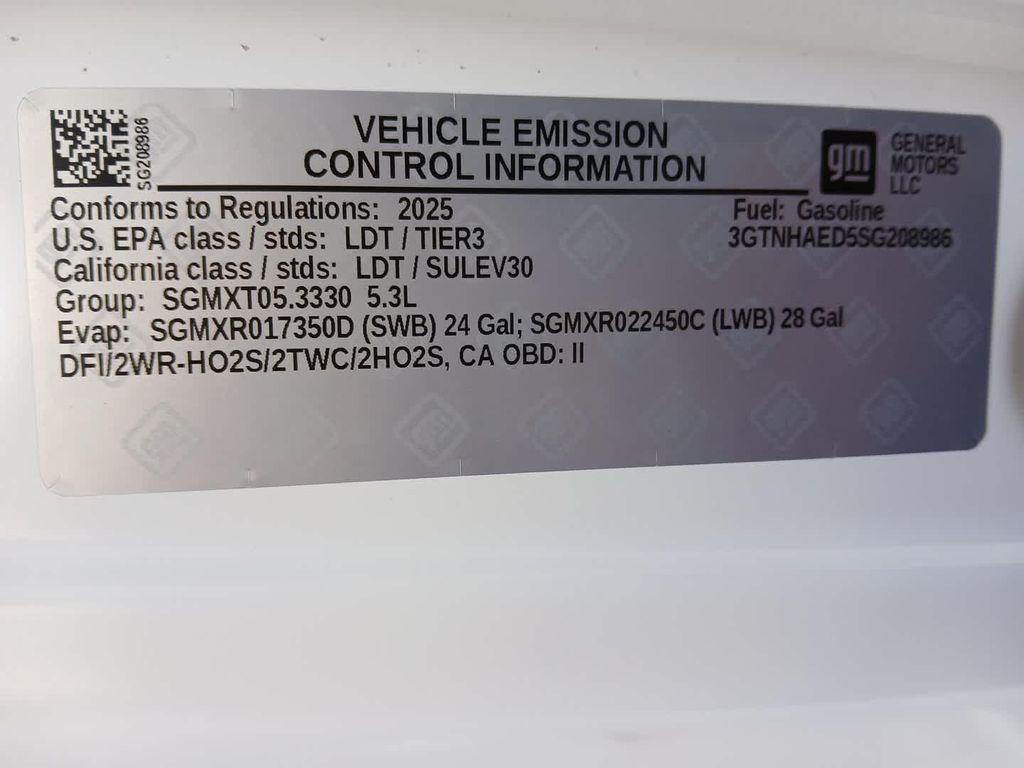 SG208986
VEHICLE EMISSION
CONTROL INFORMATION
gm
GENERAL
MOTORS
LLC
Conforms to Regulations: 2025
Fuel: Gasoline
U.S. EPA class / stds: LDT / TIER3
3GTNHAED5SG208986
California class / stds: LDT / SULEV30
Group: SGMXT05.3330 5.3L
Evap: SGMXR017350D (SWB) 24 Gal; SGMXR022450C (LWB) 28 Gal
DFI/2WR-HO2S/2TWC/2HO2S, CA OBD: II